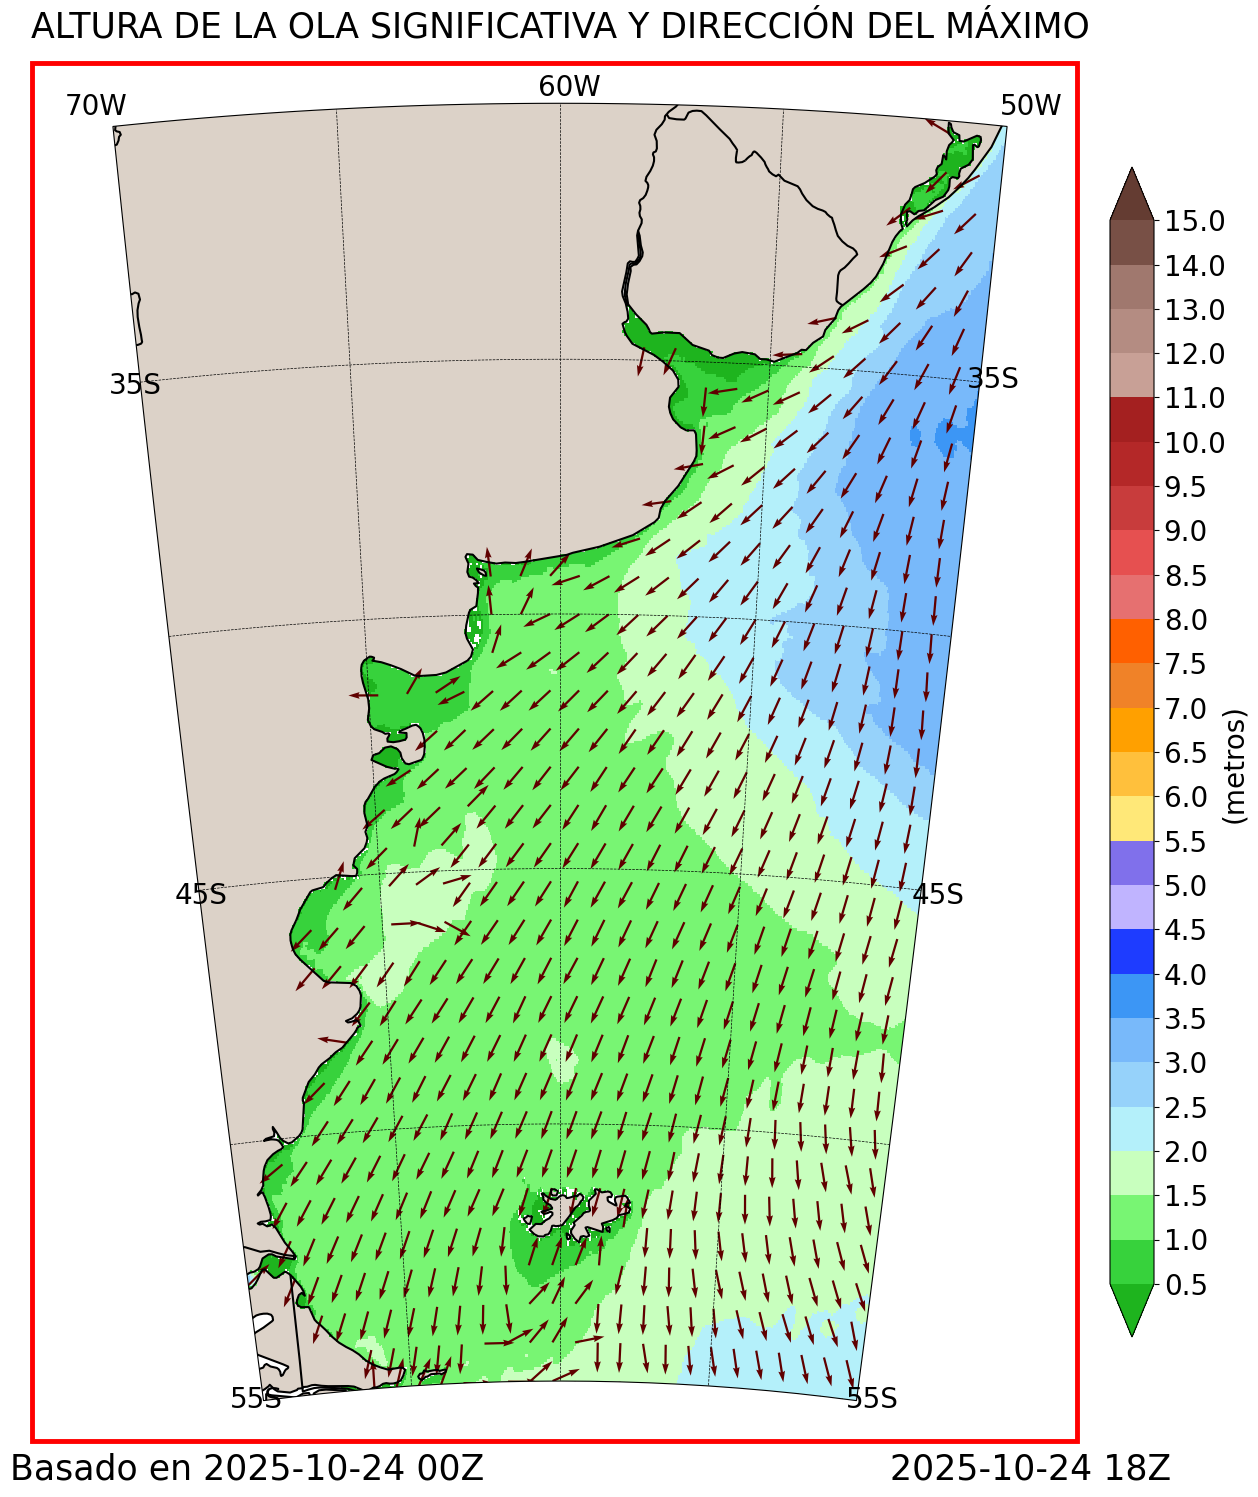 ALTURA DE LA OLA SIGNIFICATIVA Y DIRECCIÓN DEL MÁXIMO
70W
60W
50W
35S
35S
45S
45S
55S
55S
15.0
14.0
13.0
12.0
11.0
10.0
9.5
9.0
8.5
8.0
7.5
7.0
6.5
6.0
5.5
5.0
4.5
4.0
3.5
3.0
2.5
2.0
1.5
1.0
0.5
(metros)
Basado en 2025-10-24 00Z
2025-10-24 18Z